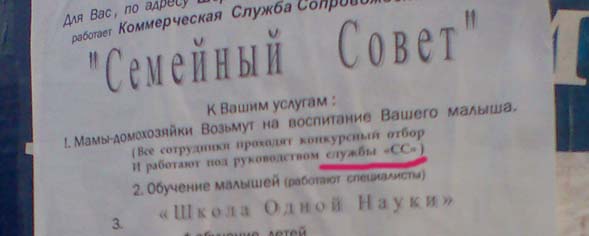 Для Вас, по адресу
работает Коммерческая Служба
"Семейный Совет"
К Вашим услугам :
1. Мамы-домохозяйки Возьмут на воспитание Вашего малыша.
(Все сотрудники проходят конкурсный отбор
И работают под руководством службы «СС»)
2. Обучение малышей (работают специалисты)
«Школа Одной Науки»
3.
детей